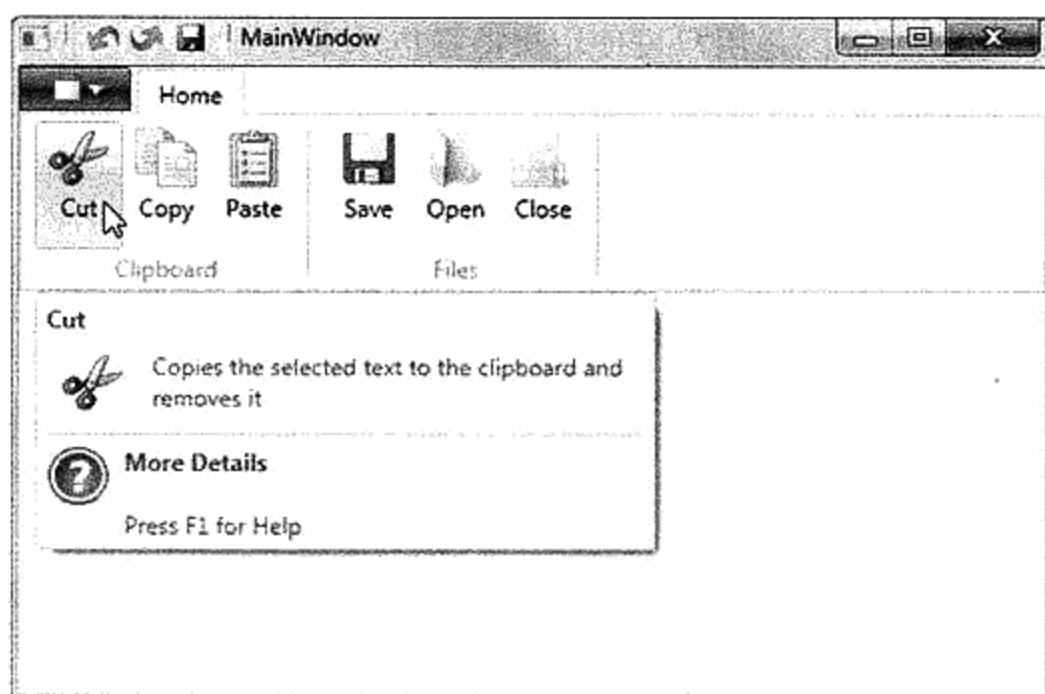 MainWindow
Home
Cut Copy Paste Save Open Close
Clipboard Files
Cut
Copies the selected text to the clipboard and
removes it
More Details
Press F1 for Help